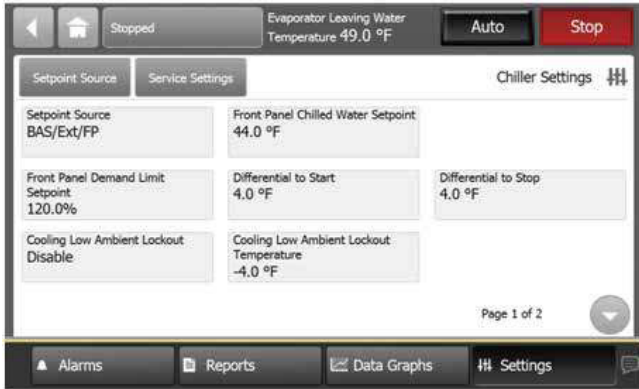 Stopped
Evaporator Leaving Water
Temperature 49.0 °F
Auto
Stop
Setpoint Source
Service Settings
Chiller Settings
Setpoint Source
BAS/Ext/FP
Front Panel Chilled Water Setpoint
44.0 °F
Front Panel Demand Limit
Setpoint
120.0%
Differential to Start
4.0 °F
Differential to Stop
4.0 °F
Cooling Low Ambient Lockout
Disable
Cooling Low Ambient Lockout
Temperature
-4.0 °F
Page 1 of 2
Alarms
Reports
Data Graphs
Settings